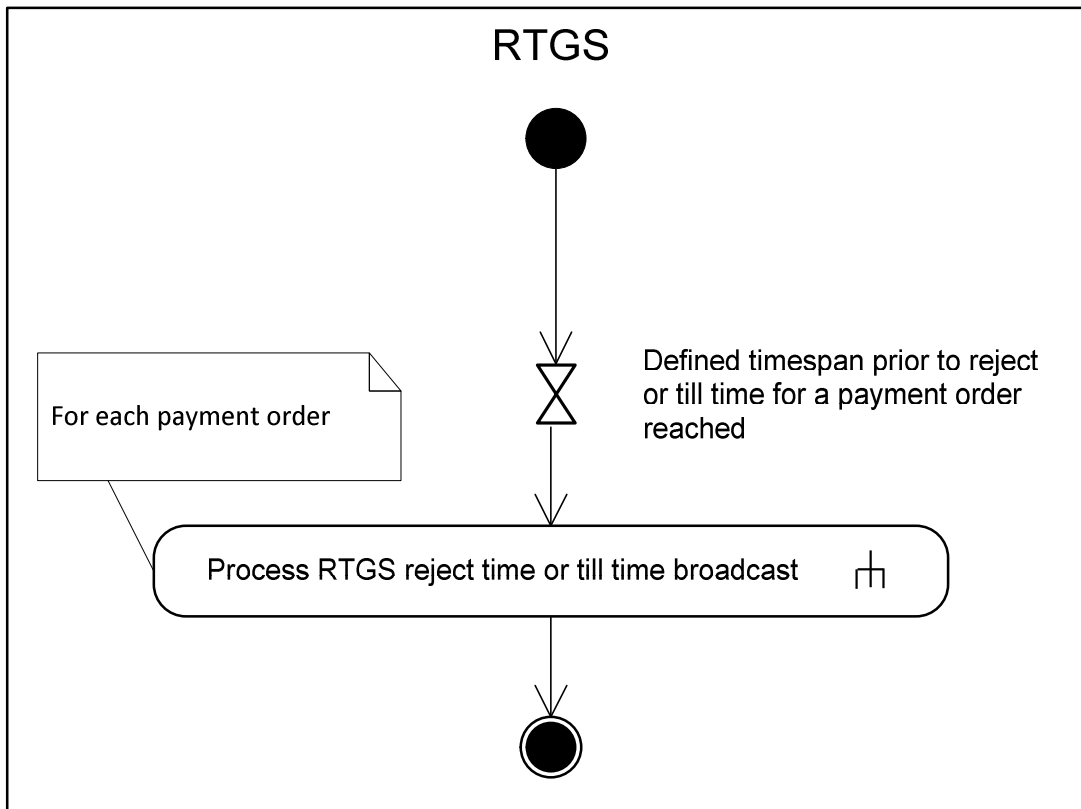 RTGS
Defined timespan prior to reject
or till time for a payment order
reached
For each payment order
Process RTGS reject time or till time broadcast